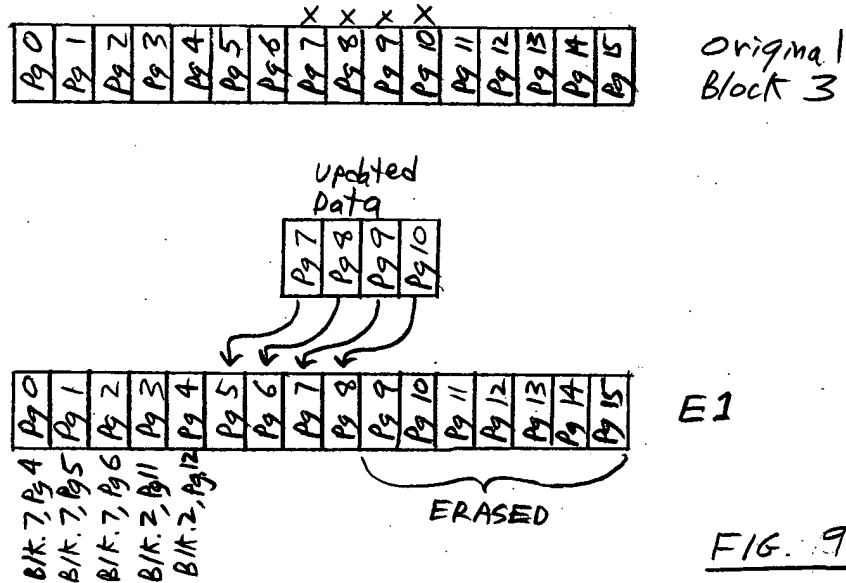 X X X X
Pg 0 Pg 1 Pg 2 Pg 3 Pg 4 Pg 5 Pg 6 Pg 7 Pg 8 Pg 9 Pg 10 Pg 11 Pg 12 Pg 13 Pg 14 Pg 15
Original
Block 3
Updated
Data
Pg 7 Pg 8 Pg 9 Pg 10
Pg 0 Pg 1 Pg 2 Pg 3 Pg 4 Pg 5 Pg 6 Pg 7 Pg 8 Pg 9 Pg 10 Pg 11 Pg 12 Pg 13 Pg 14 Pg 15
E1
Blk. 7, Pg 4
Blk. 7, Pg 5
Blk. 7, Pg 6
Blk. 2, Pg 11
Blk. 2, Pg. 12
ERASED
FIG. 9